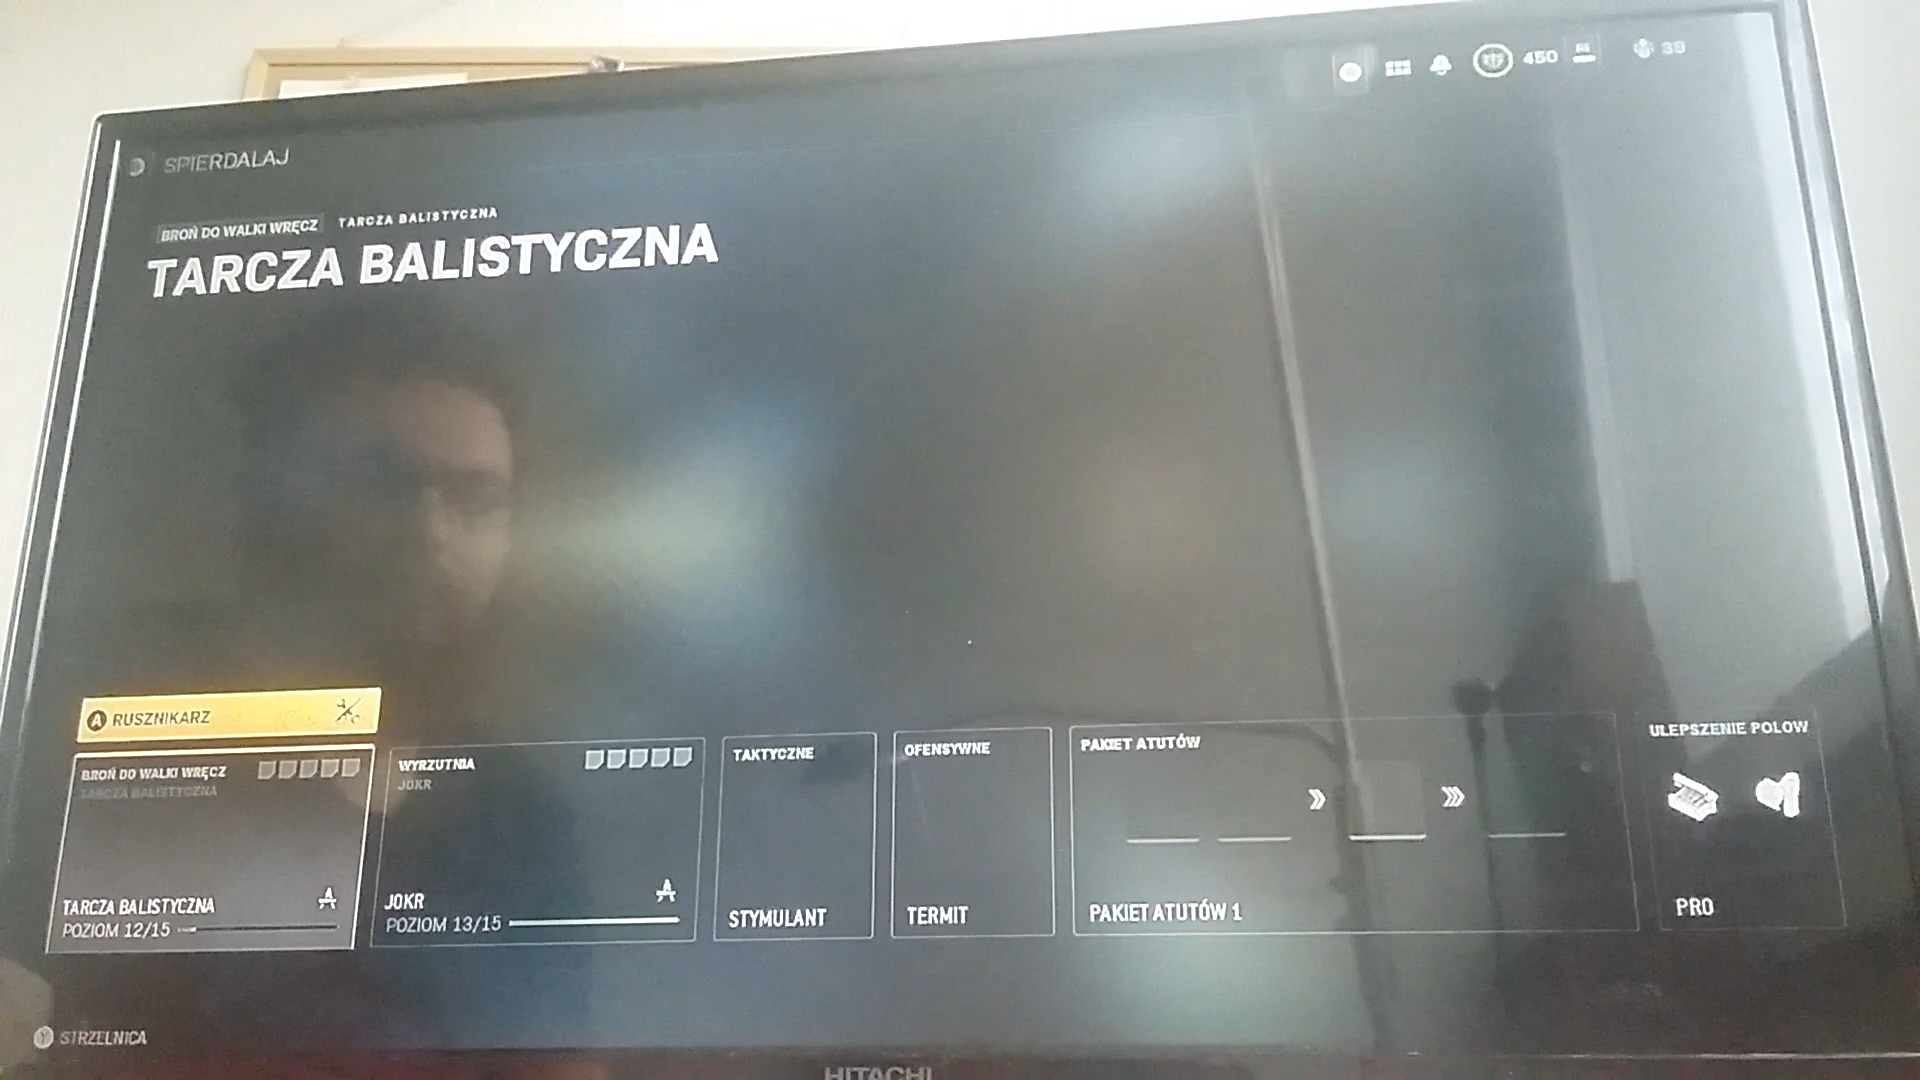 450
39
SPIERDALAJ
BROŃ DO WALKI WRĘCZ TARCZA BALISTYCZNA
TARCZA BALISTYCZNA
A RUSZNIKARZ
BROŃ DO WALKI WRĘCZ
TARCZA BALISTYCZNA
TARCZA BALISTYCZNA
POZIOM 12/15
WYRZUTNIA
JOKR
JOKR
POZIOM 13/15
TAKTYCZNE
STYMULANT
OFENSYWNE
TERMIT
PAKIET ATUTÓW
PAKIET ATUTÓW 1
ULEPSZENIE POLOW
PRO
Y STRZELNICA
HITACHI